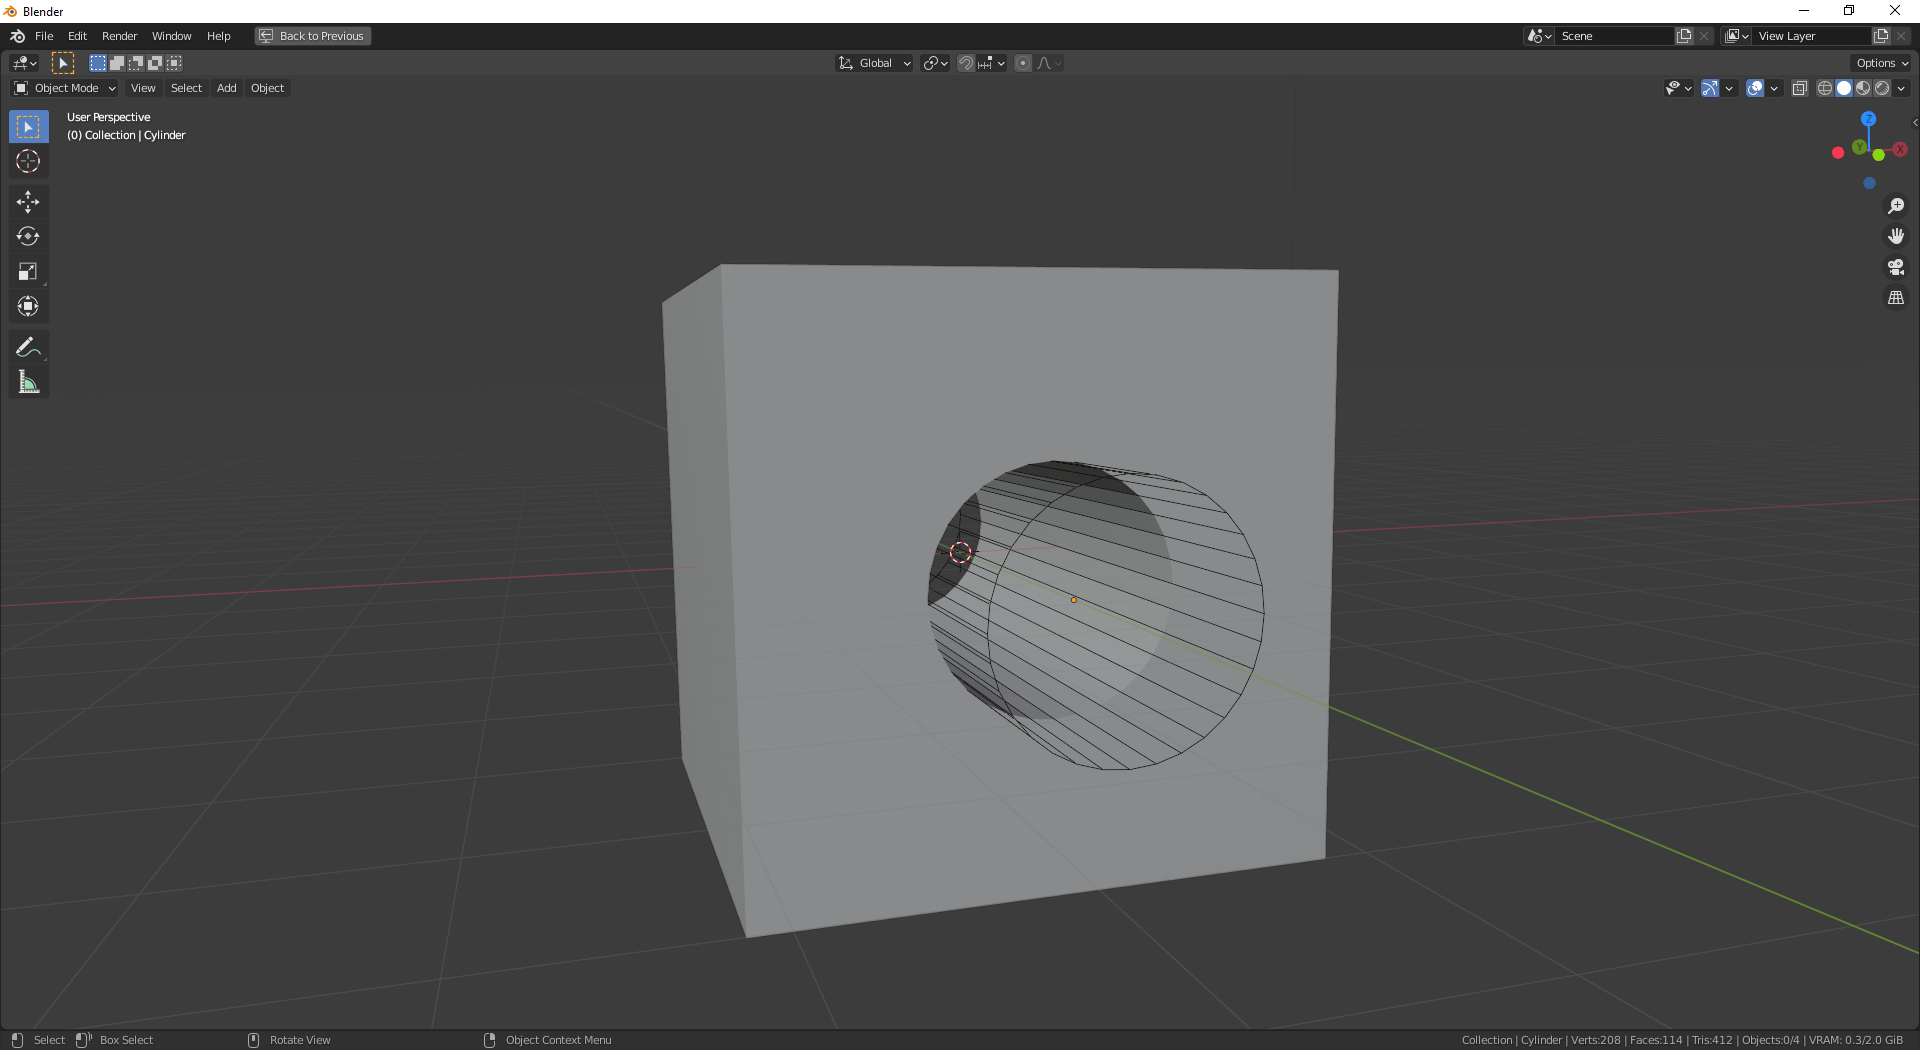 Blender
File Edit Render Window Help Back to Previous Scene View Layer
Global Options
Object Mode View Select Add Object
User Perspective
(0) Collection | Cylinder
Z
Y
X
Select Box Select Rotate View Object Context Menu Collection | Cylinder | Verts:208 | Faces:114 | Tris:412 | Objects:0/4 | VRAM: 0.3/2.0 GiB